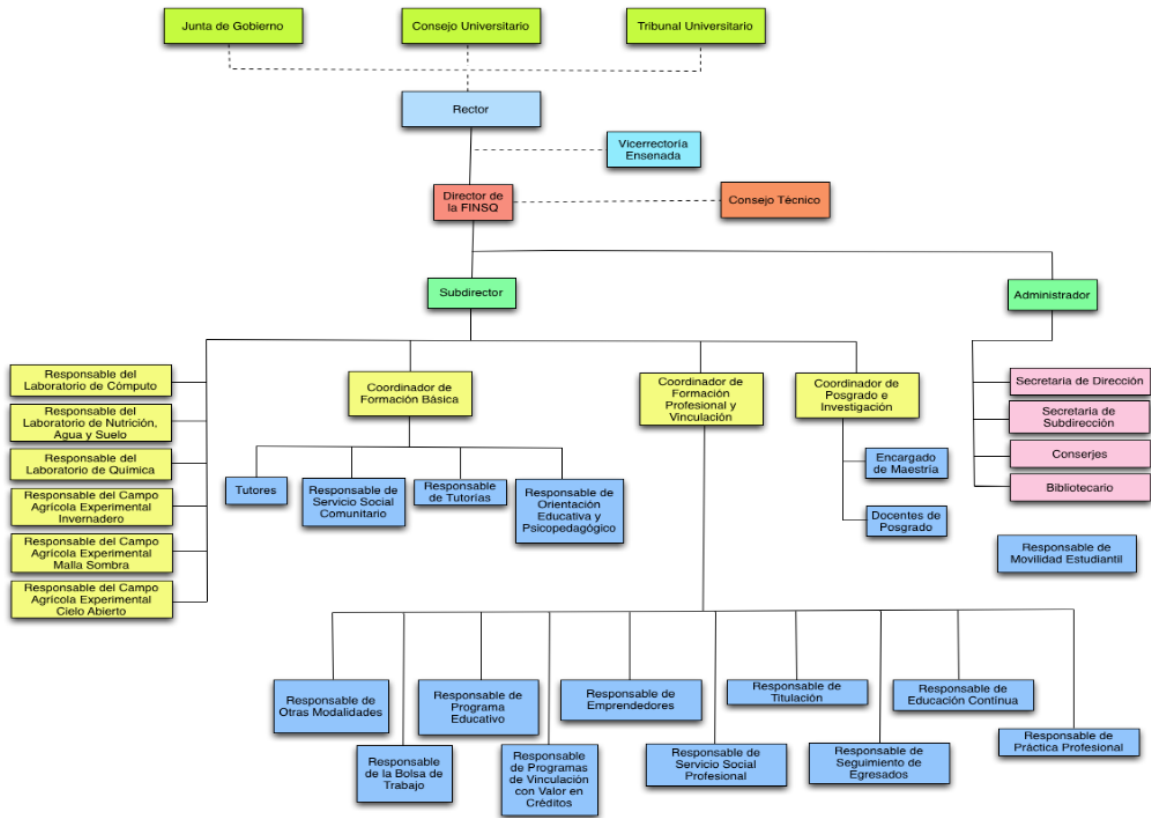 Junta de Gobierno
Consejo Universitario
Tribunal Universitario
Rector
Vicerrectoría
Ensenada
Director de
la FINSQ
Consejo Técnico
Subdirector
Administrador
Responsable del
Laboratorio de Cómputo
Responsable del
Laboratorio de Nutrición,
Agua y Suelo
Responsable del
Laboratorio de Química
Responsable del Campo
Agrícola Experimental
Invernadero
Responsable del Campo
Agrícola Experimental
Malla Sombra
Responsable del Campo
Agrícola Experimental
Cielo Abierto
Coordinador de
Formación Básica
Coordinador de
Formación
Profesional y
Vinculación
Coordinador de
Posgrado e
Investigación
Secretaria de Dirección
Secretaria de
Subdirección
Conserjes
Bibliotecario
Tutores
Responsable de
Servicio Social
Comunitario
Responsable
de Tutorías
Responsable de
Orientación
Educativa y
Psicopedagógico
Encargado
de Maestría
Docentes de
Posgrado
Responsable de
Movilidad Estudiantil
Responsable de
Otras Modalidades
Responsable
de la Bolsa de
Trabajo
Responsable de
Programa
Educativo
Responsable
de Programas
de Vinculación
con Valor en
Créditos
Responsable de
Emprendedores
Responsable de
Servicio Social
Profesional
Responsable de
Titulación
Responsable de
Seguimiento de
Egresados
Responsable de
Educación Contínua
Responsable de
Práctica Profesional